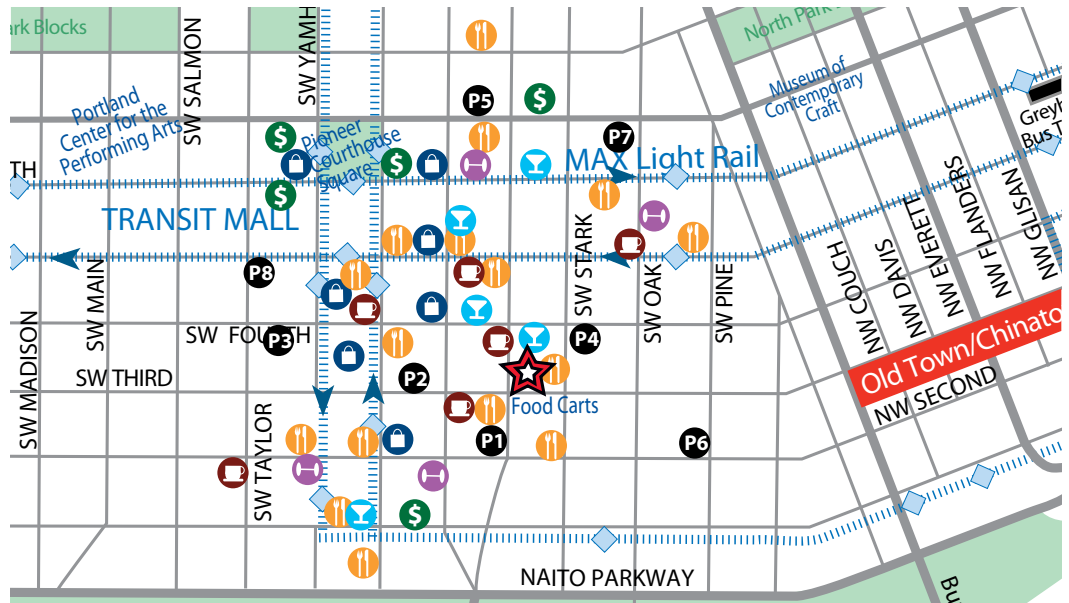 ark Blocks
SW SALMON
SW YAMH
North Park
Portland
Center for the
Performing Arts
P5
$
Museum of
Contemporary
Craft
Greyh
Bus T
$
Pioneer
Courthouse
Square
$
P7
MAX Light Rail
TH
$
TRANSIT MALL
SW STARK
SW OAK
SW PINE
NW COUCH
NW DAVIS
NW EVERETT
NW FLANDERS
NW GLISAN
P8
SW MAIN
SW MADISON
SW FOURTH
P3
P4
SW THIRD
P2
Old Town/Chinato
NW SECOND
Food Carts
SW TAYLOR
P1
P6
$
NAITO PARKWAY
Bu